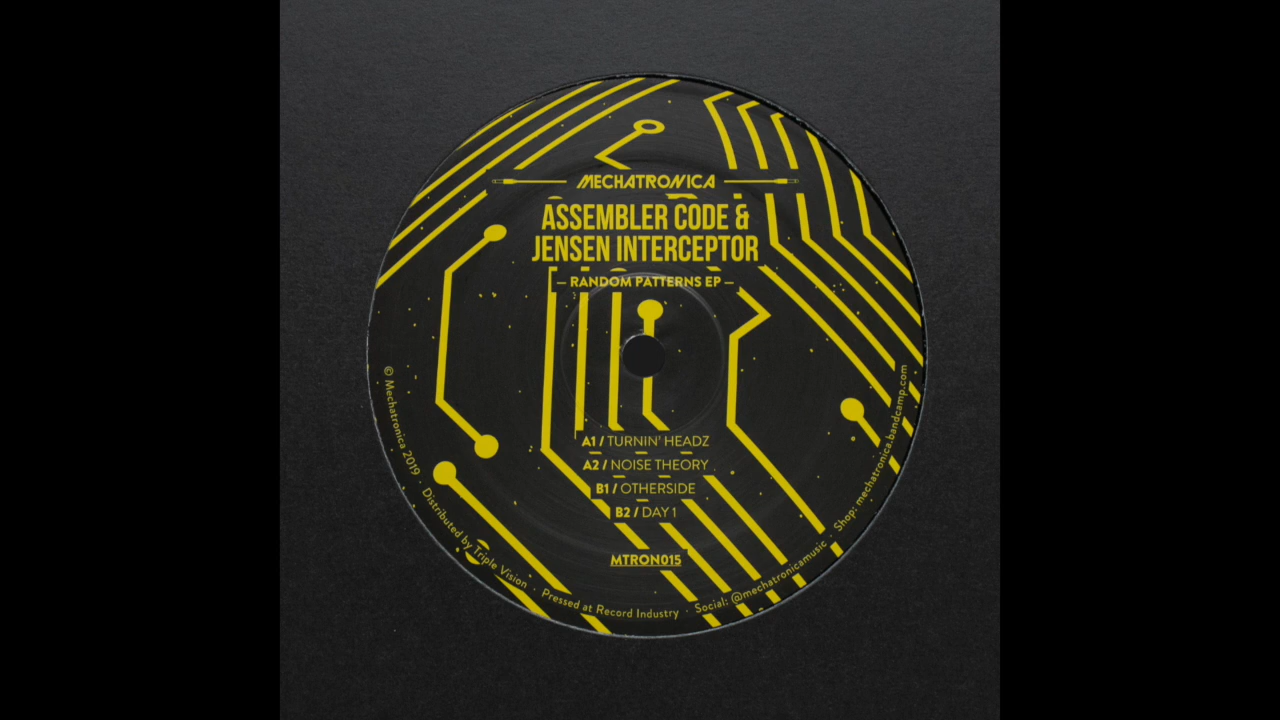 MECHATRONICA
ASSEMBLER CODE &
JENSEN INTERCEPTOR
— RANDOM PATTERNS EP —
A1 / TURNIN' HEADZ
A2 / NOISE THEORY
B1 / OTHERSIDE
B2 / DAY 1
MTRON015
© Mechatronica 2019 · Distributed by Triple Vision · Pressed at Record Industry · Social: @mechatronicamusic · Shop: mechatronica.bandcamp.com